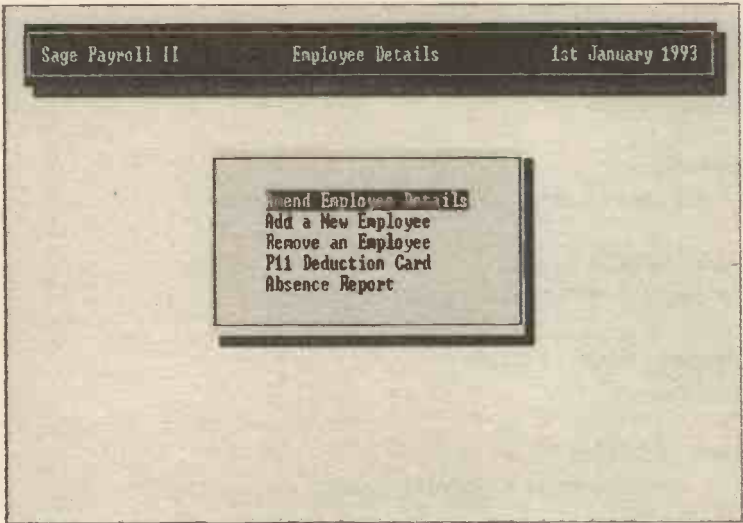 Sage Payroll II Employee Details 1st January 1993
Amend Employee Details
Add a New Employee
Remove an Employee
P11 Deduction Card
Absence Report